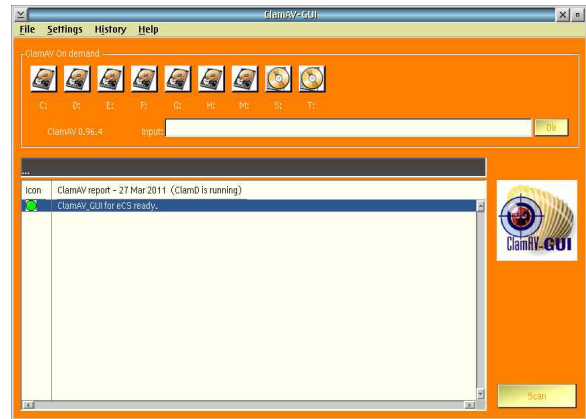 ClamAV-GUI
File Settings History Help
ClamAV On demand
C: D: E: F: G: H: M: S: T:
ClamAV 0.96.4 Input: Dir
...
Icon ClamAV report - 27 Mar 2011 (ClamD is running)
ClamAV_GUI for eCS ready.
ClamAV-GUI
Scan